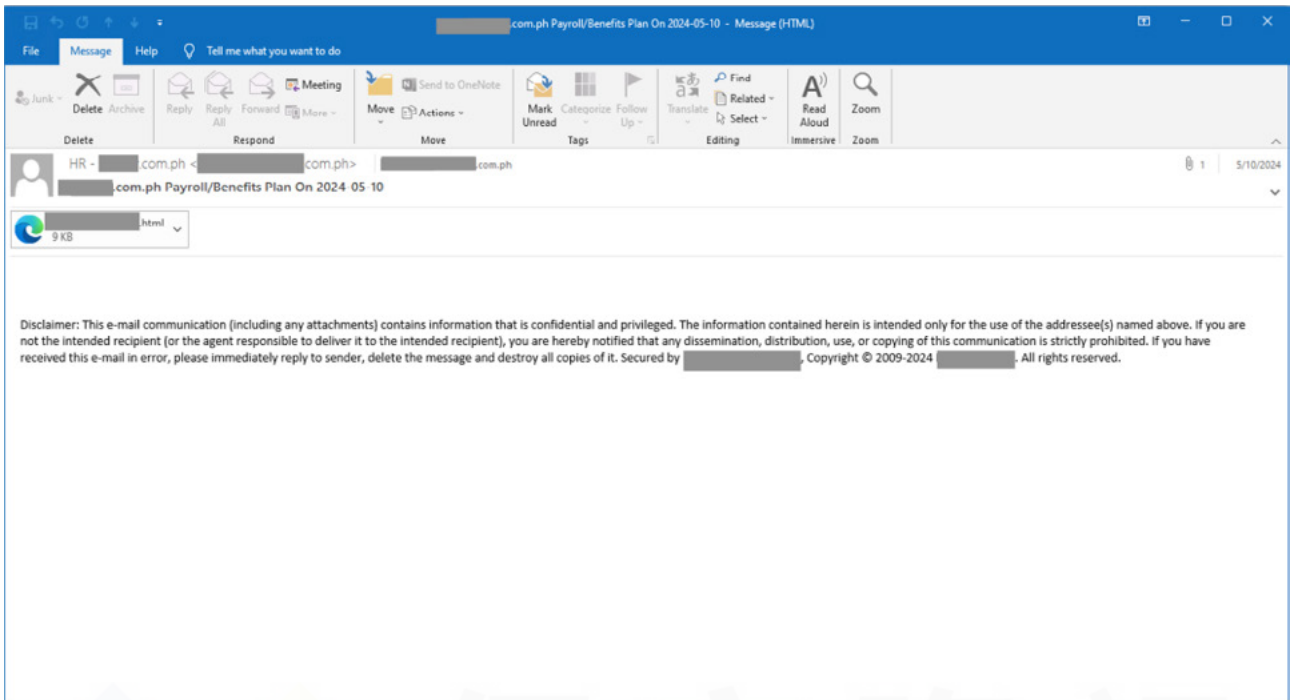 .com.ph Payroll/Benefits Plan On 2024-05-10 - Message (HTML)
File Message Help Tell me what you want to do
Junk
Delete
Archive
Reply
Reply All
Forward
Meeting
More
Move
Send to OneNote
Actions
Mark Unread
Categorize
Follow Up
Translate
Find
Related
Select
Read Aloud
Zoom
Delete Respond Move Tags Editing Immersive Zoom
HR - .com.ph < com.ph> .com.ph
1 5/10/2024
.com.ph Payroll/Benefits Plan On 2024-05-10
.html
9 KB
Disclaimer: This e-mail communication (including any attachments) contains information that is confidential and privileged. The information contained herein is intended only for the use of the addressee(s) named above. If you are
not the intended recipient (or the agent responsible to deliver it to the intended recipient), you are hereby notified that any dissemination, distribution, use, or copying of this communication is strictly prohibited. If you have
received this e-mail in error, please immediately reply to sender, delete the message and destroy all copies of it. Secured by , Copyright © 2009-2024 . All rights reserved.